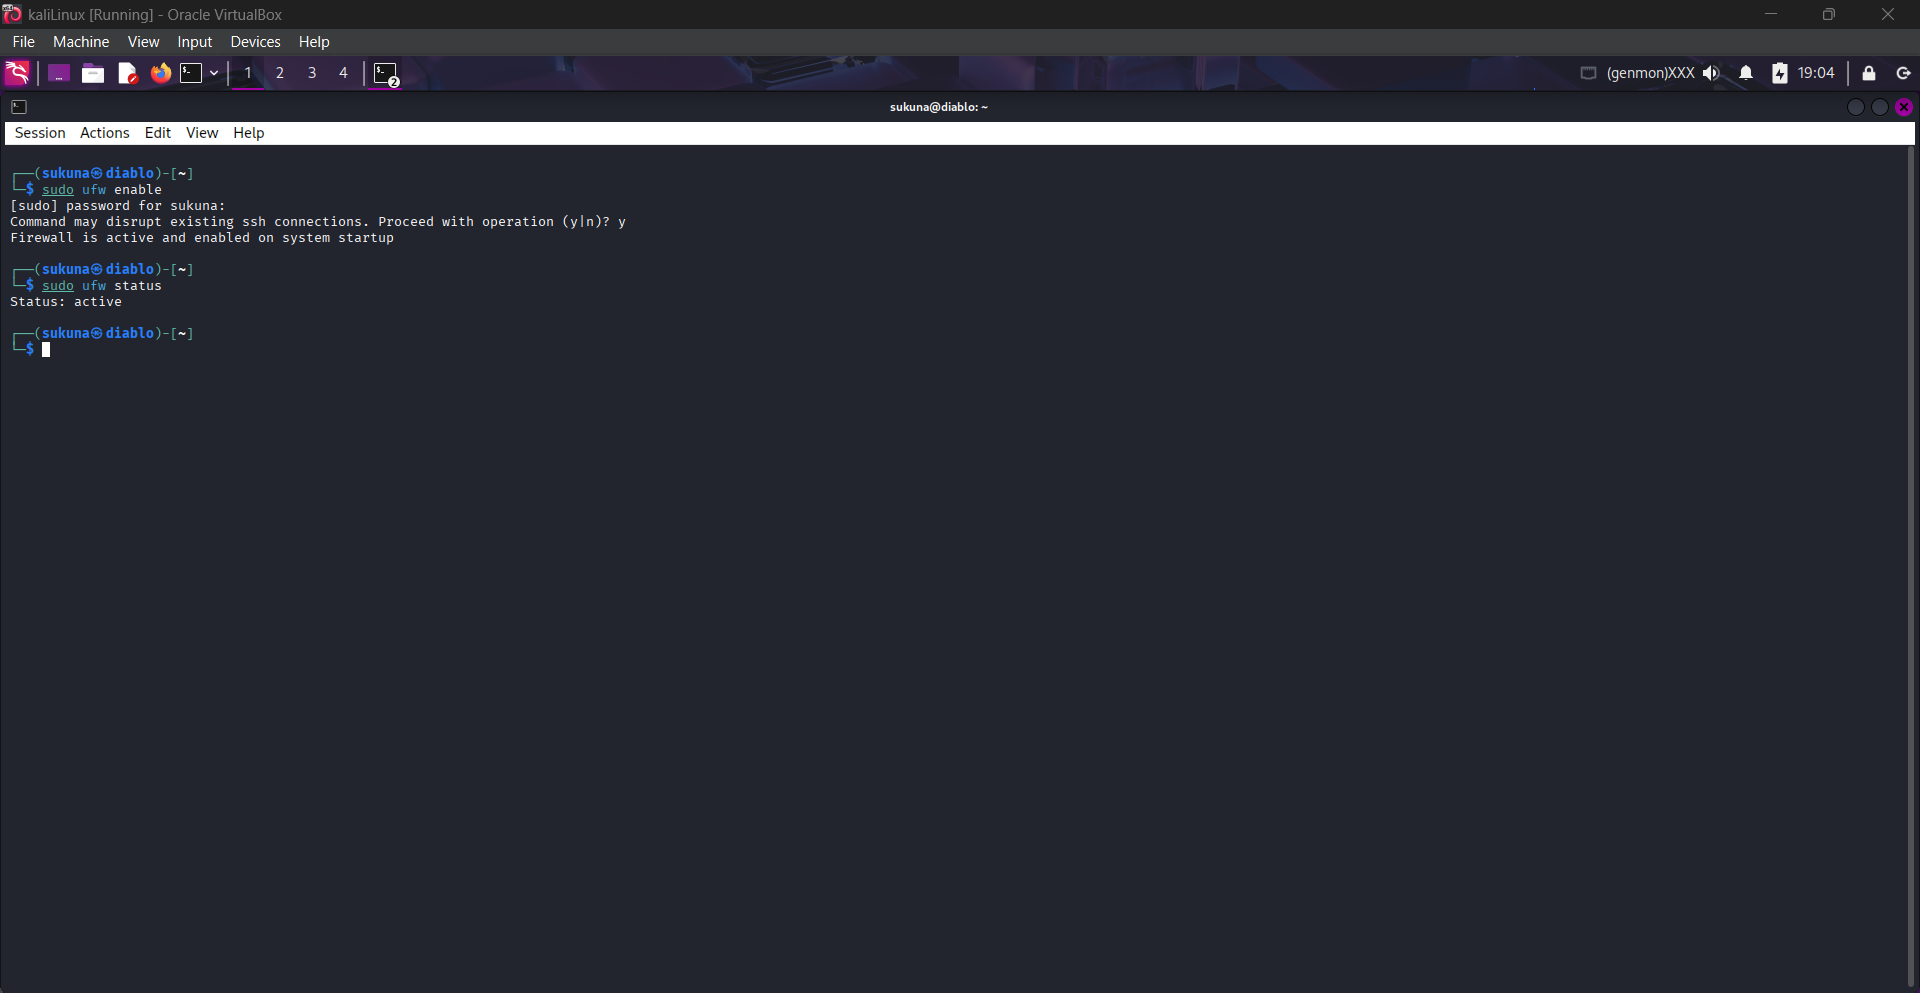 kaliLinux [Running] - Oracle VirtualBox
File Machine View Input Devices Help
1 2 3 4 2 (genmon)XXX 19:04
sukuna@diablo: ~
Session Actions Edit View Help
┌──(sukuna㉿diablo)-[~]
└─$ sudo ufw enable
[sudo] password for sukuna:
Command may disrupt existing ssh connections. Proceed with operation (y|n)? y
Firewall is active and enabled on system startup
┌──(sukuna㉿diablo)-[~]
└─$ sudo ufw status
Status: active
┌──(sukuna㉿diablo)-[~]
└─$